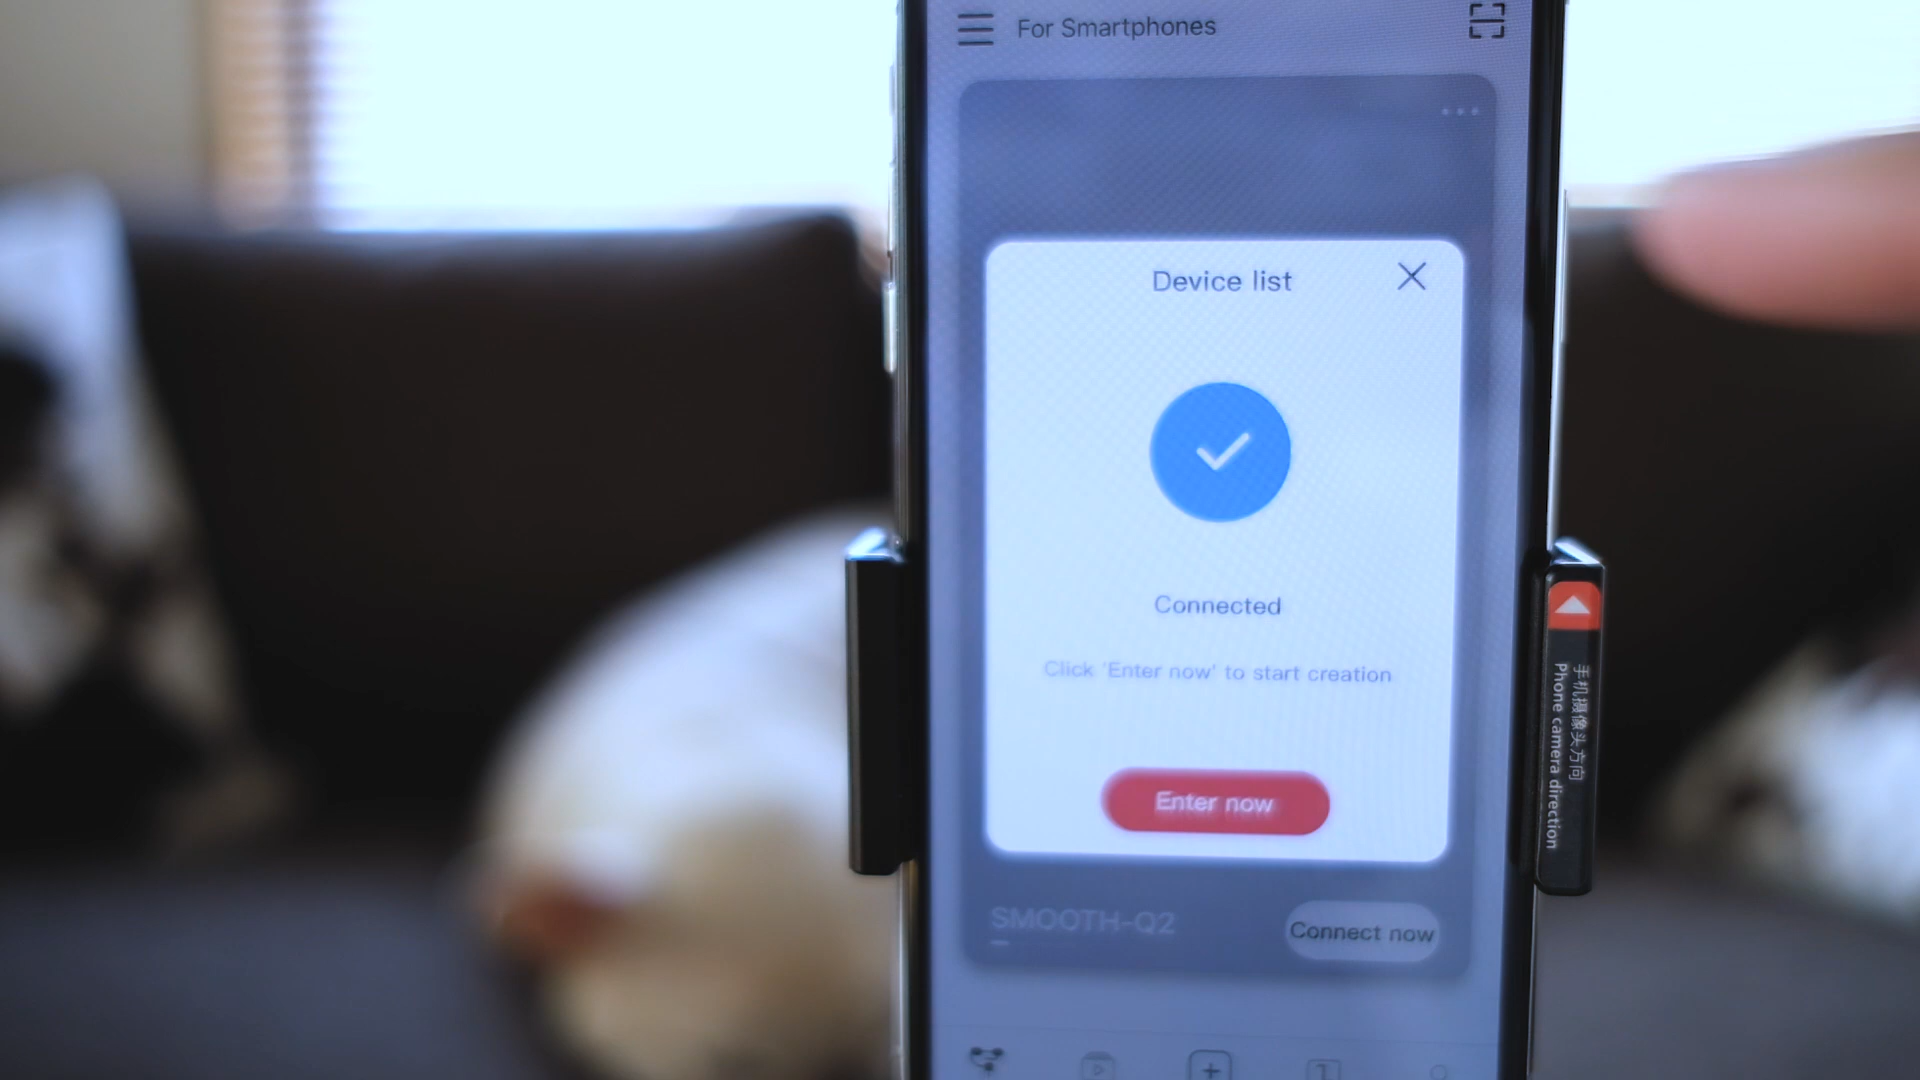 For Smartphones
Device list
Connected
Click 'Enter now' to start creation
Enter now
SMOOTH-Q2
Connect now
手机摄像头方向
Phone camera direction